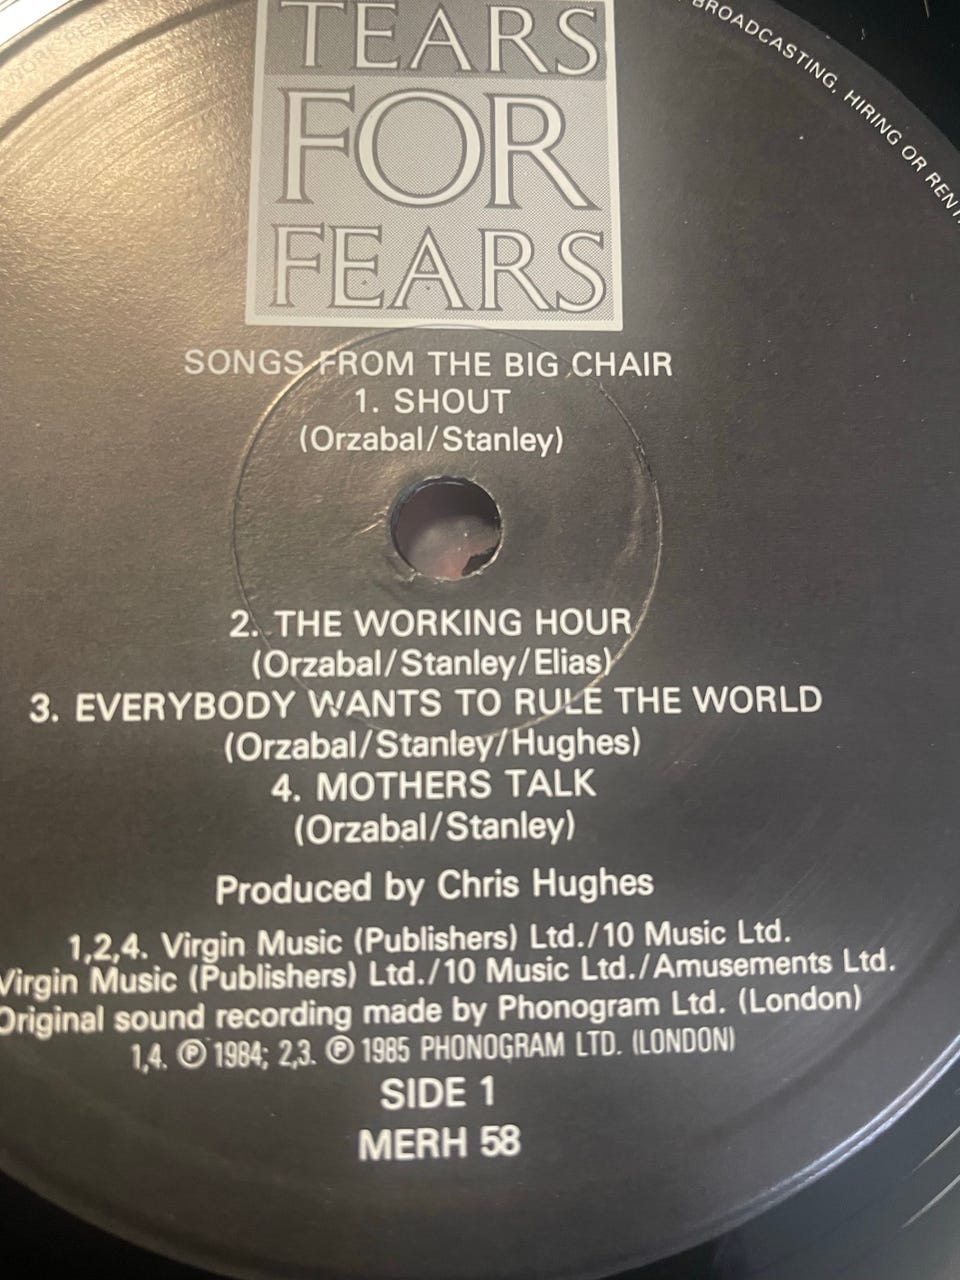 BROADCASTING, HIRING OR
TEARS
FOR
FEARS
SONGS FROM THE BIG CHAIR
1. SHOUT
(Orzabal/Stanley)
2. THE WORKING HOUR
(Orzabal/Stanley/Elias)
3. EVERYBODY WANTS TO RULE THE WORLD
(Orzabal/Stanley/Hughes)
4. MOTHERS TALK
(Orzabal/Stanley)
Produced by Chris Hughes
1,2,4. Virgin Music (Publishers) Ltd./10 Music Ltd.
Virgin Music (Publishers) Ltd./10 Music Ltd./Amusements Ltd.
Original sound recording made by Phonogram Ltd. (London)
1,4. ℗ 1984; 2,3. ℗ 1985 PHONOGRAM LTD. (LONDON)
SIDE 1
MERH 58